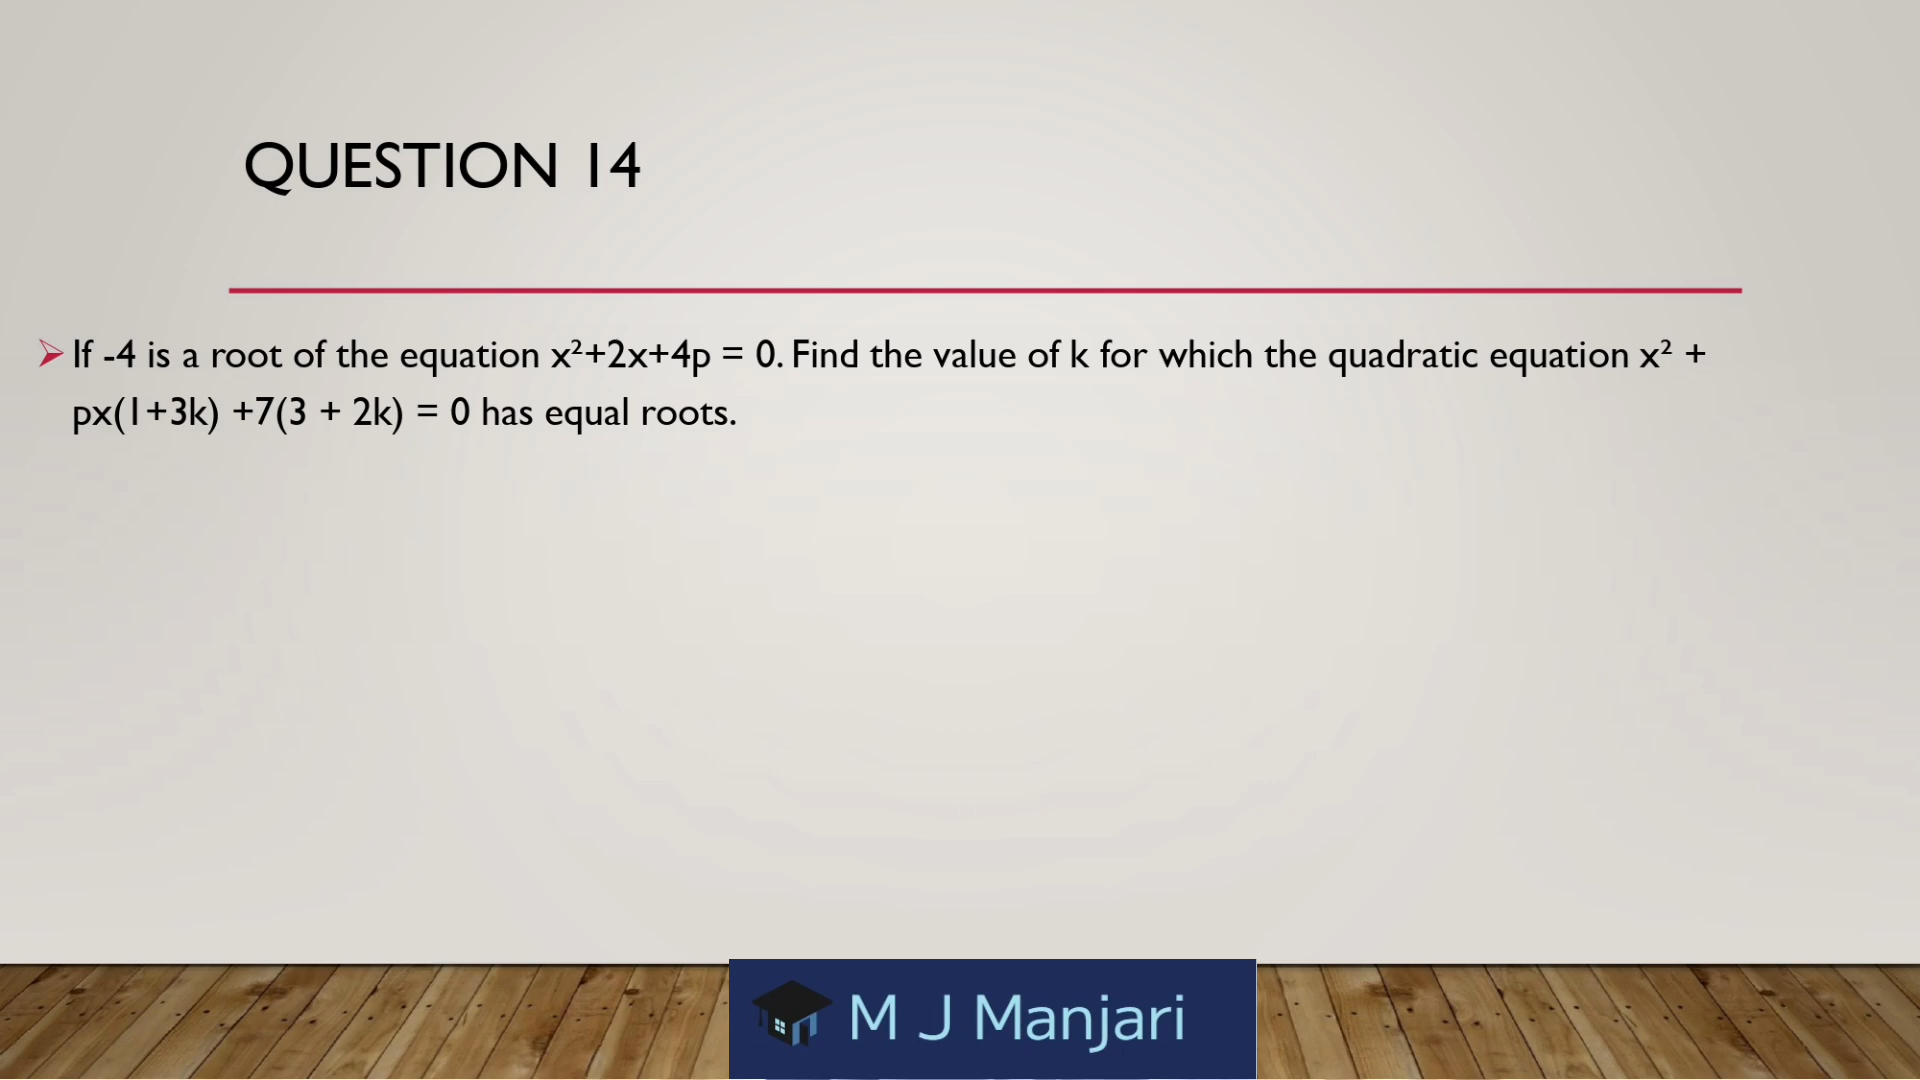 QUESTION 14
If -4 is a root of the equation x²+2x+4p = 0. Find the value of k for which the quadratic equation x² +
px(1+3k) +7(3 + 2k) = 0 has equal roots.
M J Manjari